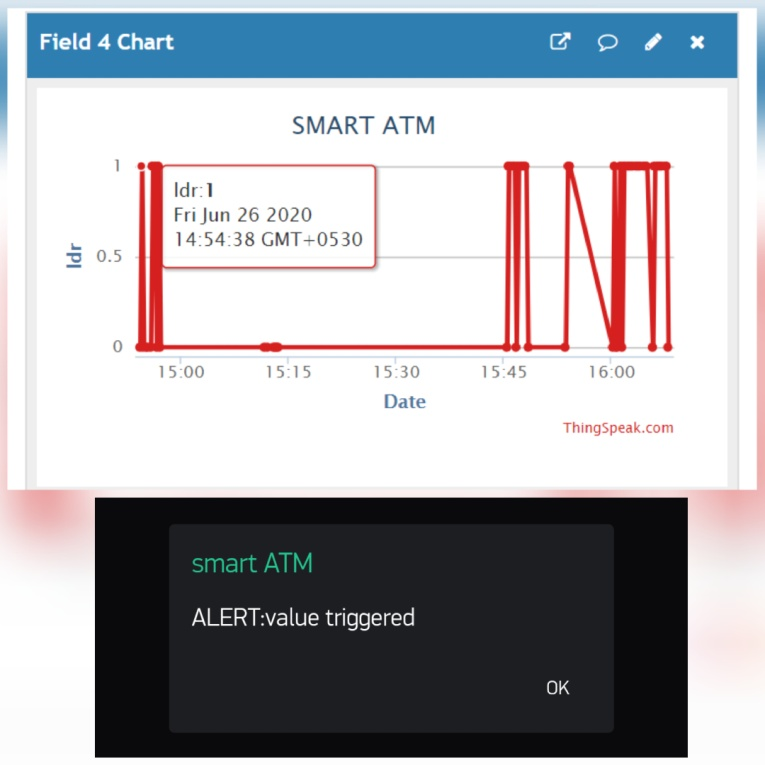 Field 4 Chart
SMART ATM
1
ldr:1
Fri Jun 26 2020
14:54:38 GMT+0530
ldr
0.5
0
15:00 15:15 15:30 15:45 16:00
Date
ThingSpeak.com
smart ATM
ALERT:value triggered
OK